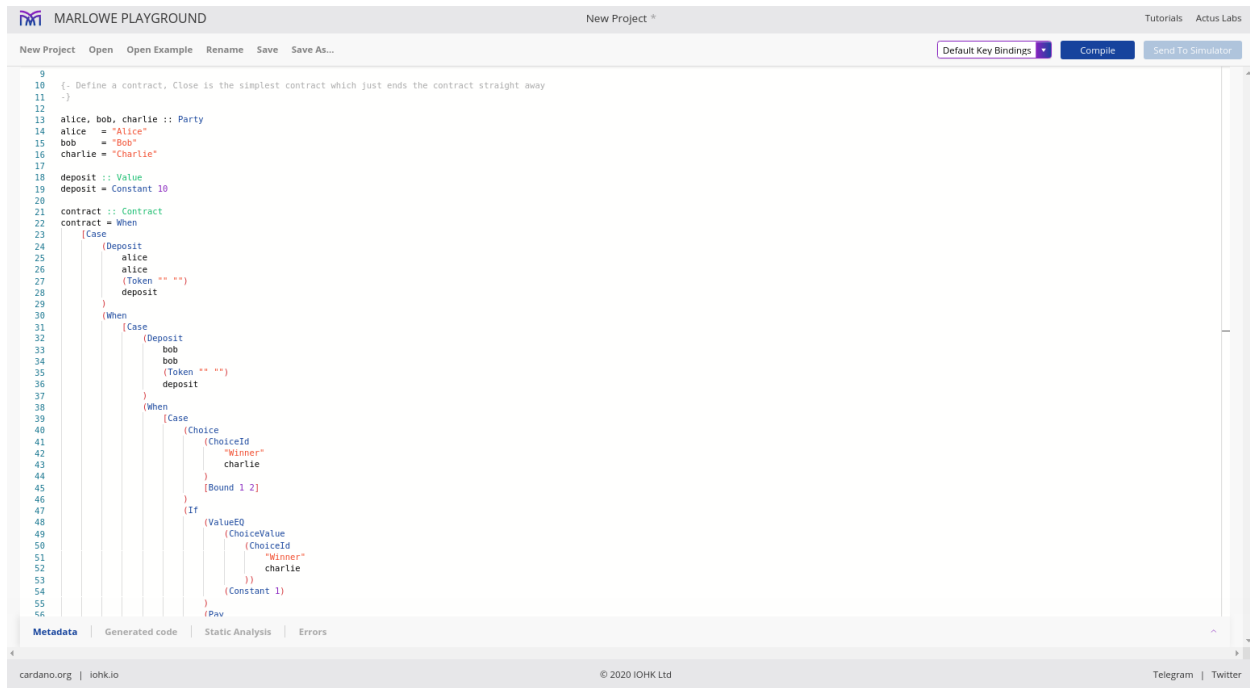 MARLOWE PLAYGROUND New Project * Tutorials Actus Labs
New Project Open Open Example Rename Save Save As... Default Key Bindings Compile Send To Simulator
9
10 {- Define a contract, Close is the simplest contract which just ends the contract straight away
11 -}
12
13 alice, bob, charlie :: Party
14 alice = "Alice"
15 bob = "Bob"
16 charlie = "Charlie"
17
18 deposit :: Value
19 deposit = Constant 10
20
21 contract :: Contract
22 contract = When
23 [Case
24 (Deposit
25 alice
26 alice
27 (Token "" "")
28 deposit
29 )
30 (When
31 [Case
32 (Deposit
33 bob
34 bob
35 (Token "" "")
36 deposit
37 )
38 (When
39 [Case
40 (Choice
41 (ChoiceId
42 "Winner"
43 charlie
44 )
45 [Bound 1 2]
46 )
47 (If
48 (ValueEQ
49 (ChoiceValue
50 (ChoiceId
51 "Winner"
52 charlie
53 ))
54 (Constant 1)
55 )
56 (Pay
Metadata Generated code Static Analysis Errors
cardano.org | iohk.io © 2020 IOHK Ltd Telegram | Twitter